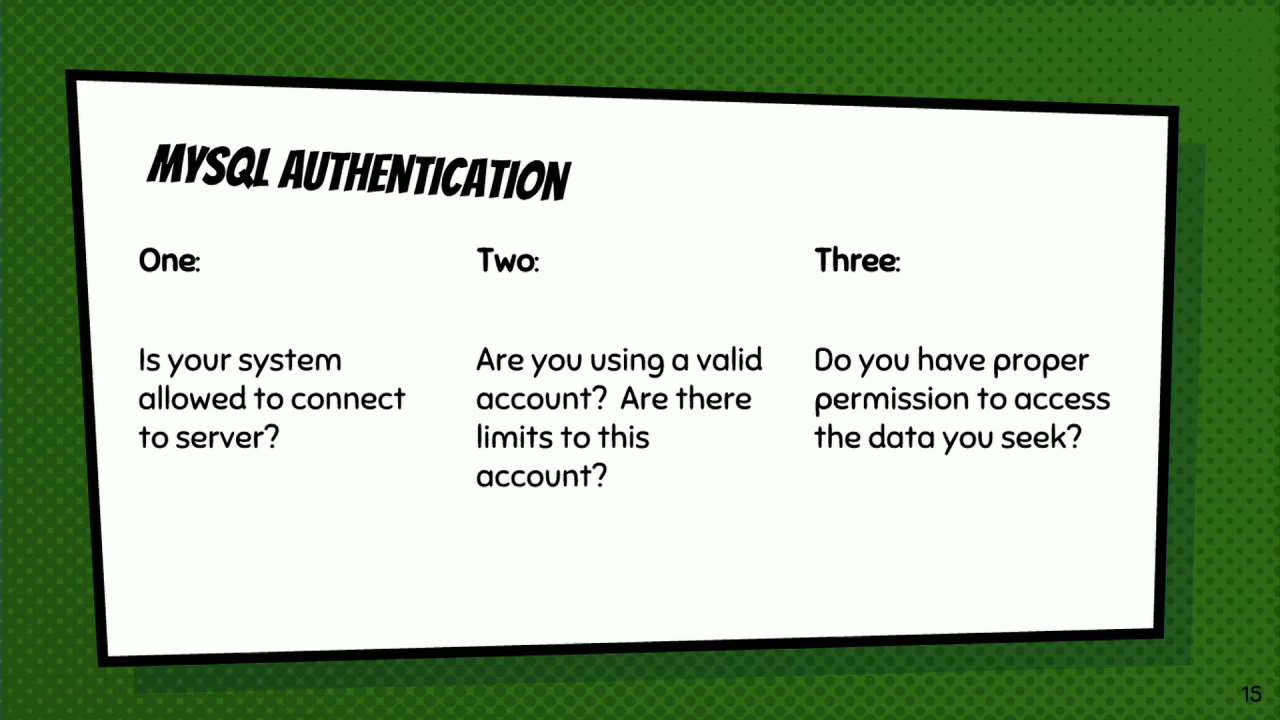 MYSQL AUTHENTICATION
One:
Is your system
allowed to connect
to server?
Two:
Are you using a valid
account?  Are there
limits to this
account?
Three:
Do you have proper
permission to access
the data you seek?
15